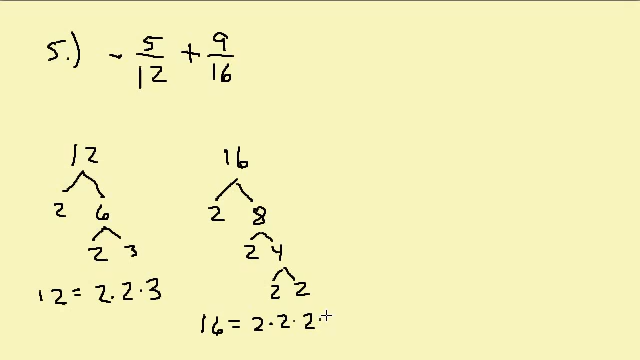 5.) - 5/12 + 9/16
12 16
2 6 2 8
2 3 2 4
2 2
12 = 2·2·3
16 = 2·2·2·